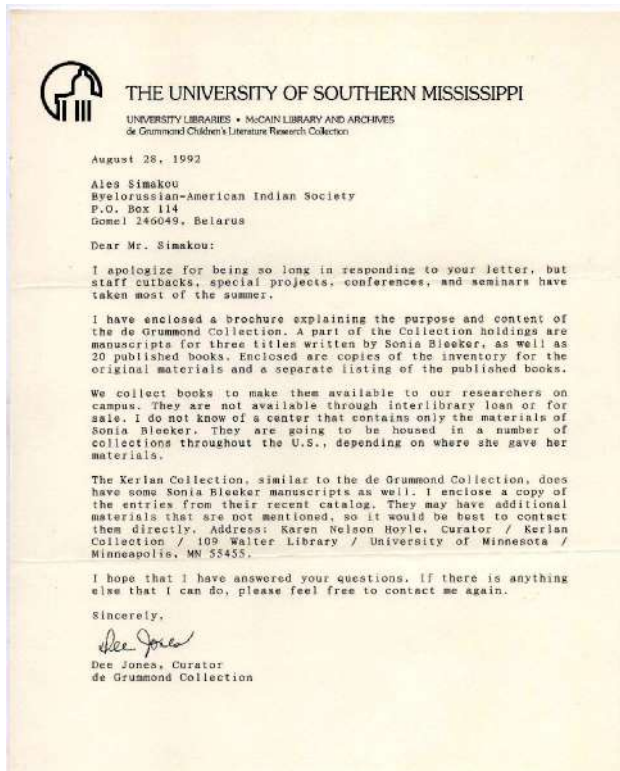 THE UNIVERSITY OF SOUTHERN MISSISSIPPI
UNIVERSITY LIBRARIES • McCAIN LIBRARY AND ARCHIVES
de Grummond Children's Literature Research Collection
August 28, 1992
Ales Simakou
Byelorussian-American Indian Society
P.O. Box 114
Gomel 246049, Belarus
Dear Mr. Simakou:
I apologize for being so long in responding to your letter, but
staff cutbacks, special projects, conferences, and seminars have
taken most of the summer.
I have enclosed a brochure explaining the purpose and content of
the de Grummond Collection. A part of the Collection holdings are
manuscripts for three titles written by Sonia Bleeker, as well as
20 published books. Enclosed are copies of the inventory for the
original materials and a separate listing of the published books.
We collect books to make them available to our researchers on
campus. They are not available through interlibrary loan or for
sale. I do not know of a center that contains only the materials of
Sonia Bleeker. They are going to be housed in a number of
collections throughout the U.S., depending on where she gave her
materials.
The Kerlan Collection, similar to the de Grummond Collection, does
have some Sonia Bleeker manuscripts as well. I enclose a copy of
the entries from their recent catalog. They may have additional
materials that are not mentioned, so it would be best to contact
them directly. Address: Karen Nelson Hoyle, Curator / Kerlan
Collection / 109 Walter Library / University of Minnesota /
Minneapolis, MN 55455.
I hope that I have answered your questions. If there is anything
else that I can do, please feel free to contact me again.
Sincerely,
Dee Jones
Dee Jones, Curator
de Grummond Collection